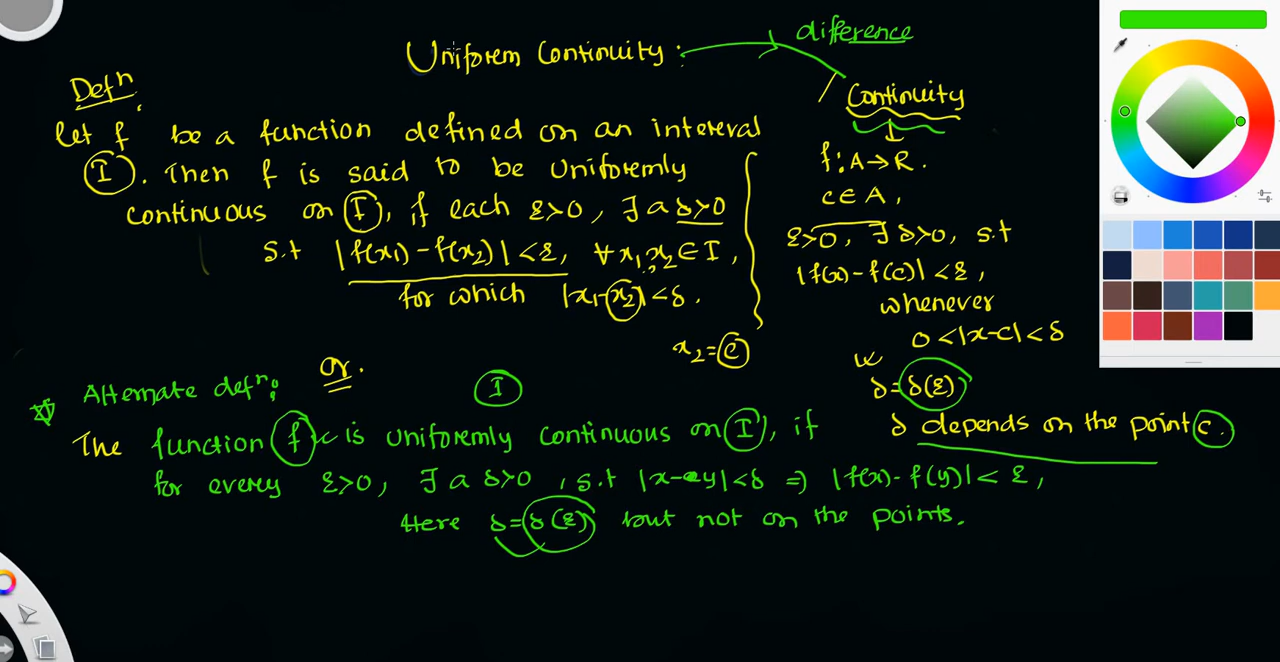 Uniform Continuity :
difference
Defn
Continuity
Let f be a function defined on an interval
I. Then f is said to be uniformly
continuous on I, if each ε>0, ∃ a δ>0
s.t |f(x₁)-f(x₂)|<ε, ∀ x₁,x₂∈I,
for which |x₁-x₂|<δ.
x₂=c
f:A→R.
c∈A,
ε>0, ∃ δ>0, s.t
|f(x)-f(c)|<ε,
whenever
0<|x-c|<δ
δ=δ(ε)
δ depends on the point c.
or.
Alternate defn:
I
The function f is uniformly continuous on I, if
for every ε>0, ∃ a δ>0, s.t |x-y|<δ ⇒ |f(x)-f(y)|<ε,
Here δ=δ(ε) but not on the points.